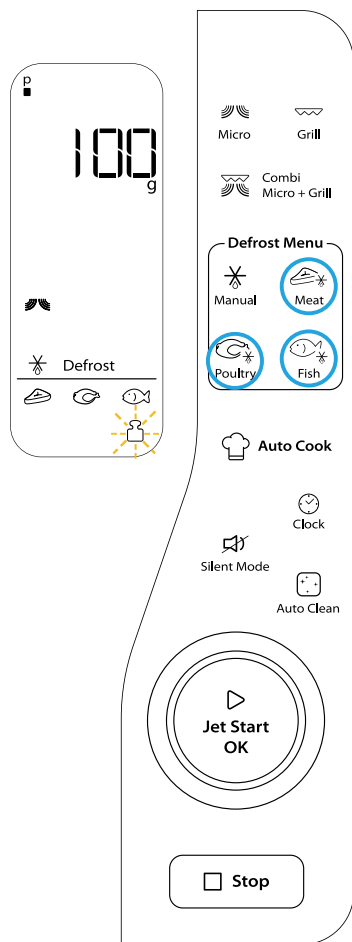 p
100
g
Defrost
Micro
Grill
Combi
Micro + Grill
Defrost Menu
Manual
Meat
Poultry
Fish
Auto Cook
Clock
Silent Mode
Auto Clean
Jet Start
OK
Stop